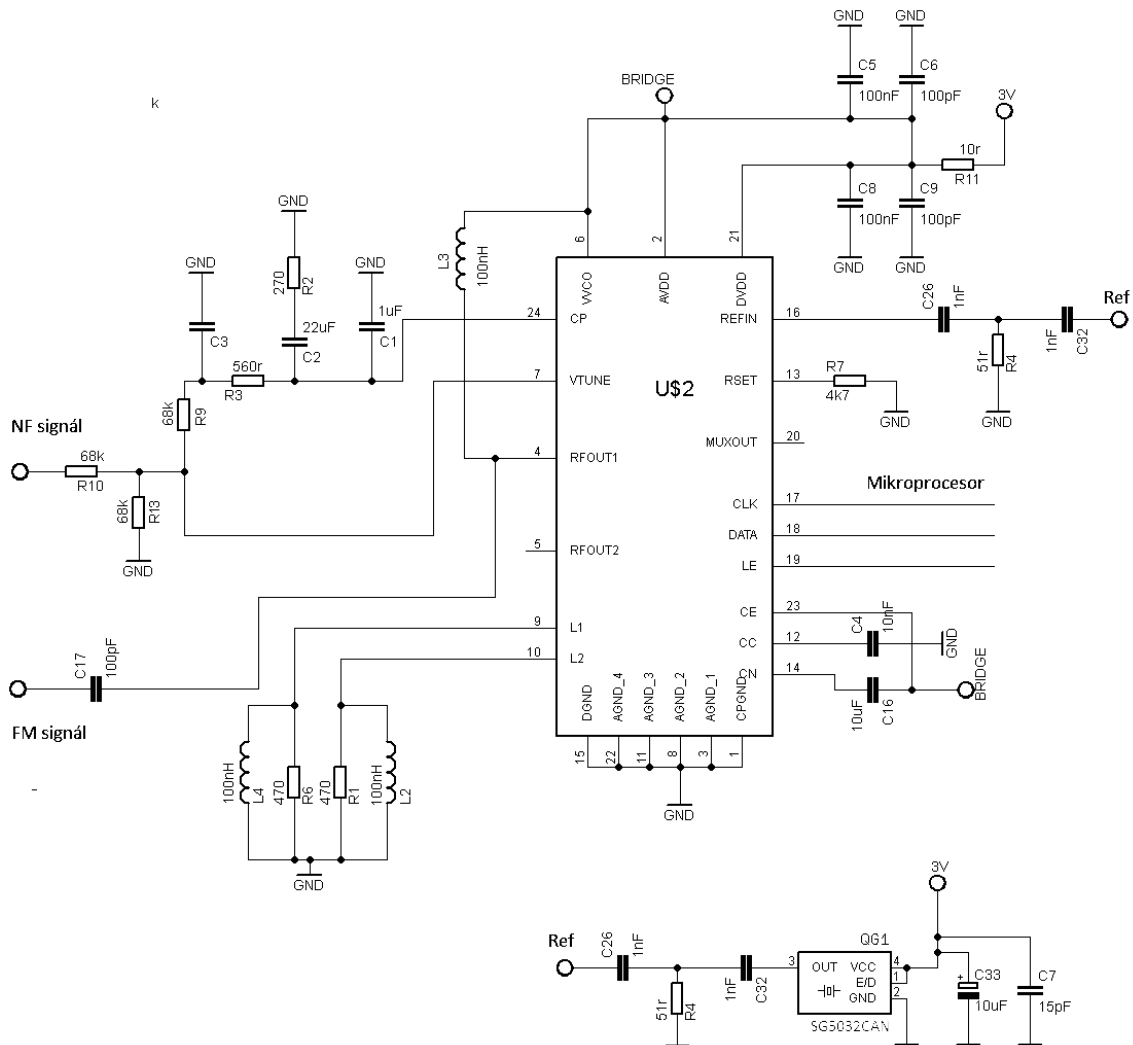 GND
GND
C5
C6
BRIDGE
100nF
100pF
3V
k
10r
R11
C8
C9
GND
100nF
100pF
GND
GND
6
2
21
L3
100nH
GND
GND
270
R2
VVCO
AVDD
DVDD
C26
1nF
Ref
1uF
24
CP
REFIN
16
22uF
C3
C2
C1
1nF
C32
51r
R4
560r
R3
7
VTUNE
U$2
RSET
13
R7
4k7
GND
GND
68k
R9
NF signál
MUXOUT
20
68k
R10
4
RFOUT1
Mikroprocesor
68k
R13
CLK
17
DATA
18
5
RFOUT2
GND
LE
19
CE
23
C4
10nF
9
L1
CC
12
GND
C17
100pF
10
L2
CN
14
BRIDGE
10uF
C16
FM signál
DGND
AGND_4
AGND_3
AGND_2
AGND_1
CPGND
15
22
11
8
3
1
100nH
L4
470
R6
470
R1
100nH
L2
-
GND
GND
3V
Ref
C26
1nF
QG1
3
OUT
VCC
4
E/D
1
GND
2
1nF
C32
51r
R4
+
C33
10uF
C7
15pF
SG5032CAN